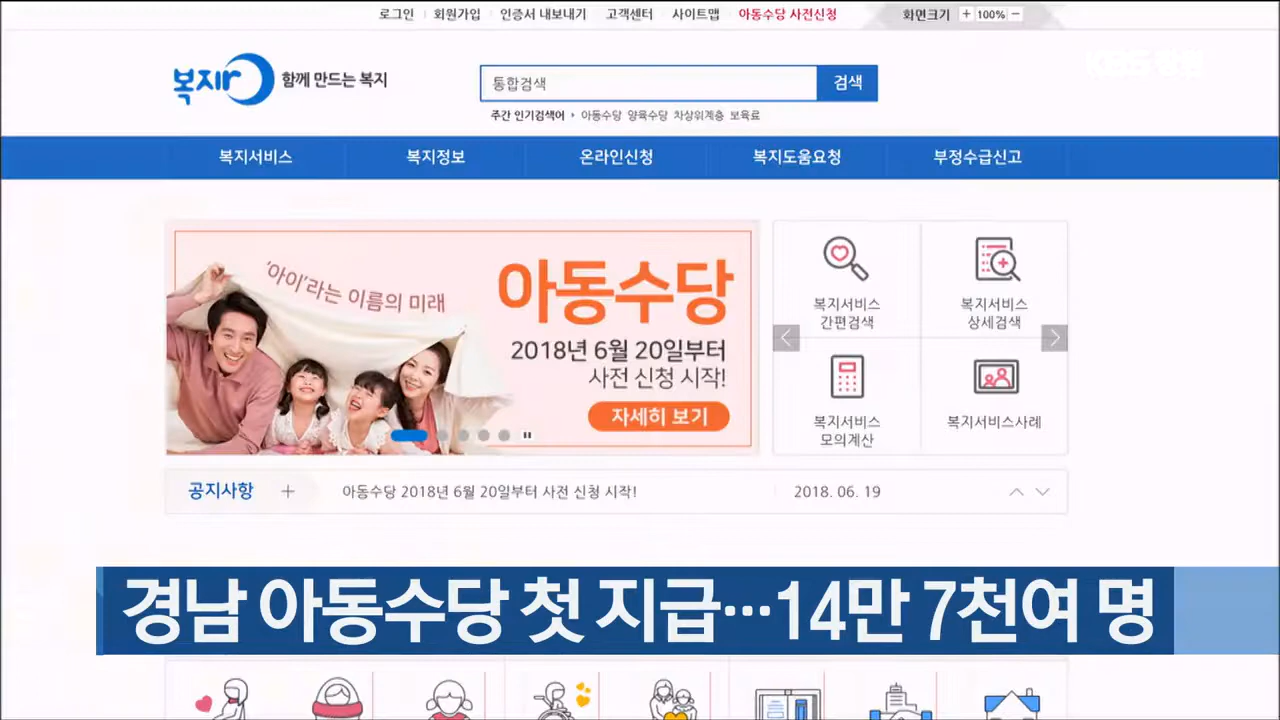 로그인 회원가입 인증서 내보내기 고객센터 사이트맵 아동수당 사전신청 화면크기 + 100% −
KBS 창원
복지로 함께 만드는 복지
통합검색 검색
주간 인기검색어 아동수당 양육수당 차상위계층 보육료
복지서비스 복지정보 온라인신청 복지도움요청 부정수급신고
'아이'라는 이름의 미래
아동수당
2018년 6월 20일부터
사전 신청 시작!
자세히 보기
복지서비스
간편검색
복지서비스
상세검색
복지서비스
모의계산
복지서비스사례
공지사항 + 아동수당 2018년 6월 20일부터 사전 신청 시작! 2018. 06. 19
경남 아동수당 첫 지급…14만 7천여 명